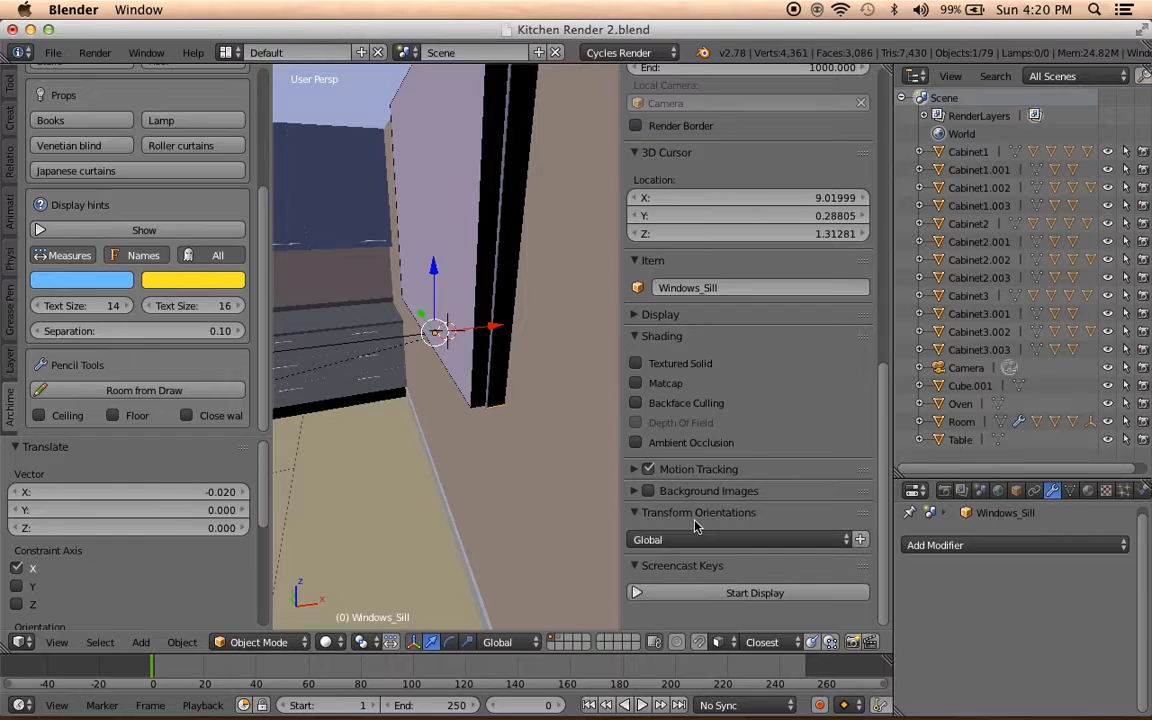 Blender Window 99% Sun 4:20 PM
Kitchen Render 2.blend
File Render Window Help Default Scene Cycles Render v2.78 | Verts:4,361 | Faces:3,086 | Tris:7,430 | Objects:1/79 | Lamps:0/0 | Mem:24.82M
Props
Books Lamp
Venetian blind Roller curtains
Japanese curtains
Display hints
Show
Measures Names All
Text Size: 14 Text Size: 16
Separation: 0.10
Pencil Tools
Room from Draw
Ceiling Floor Close wal
Translate
Vector
X: -0.020
Y: 0.000
Z: 0.000
Constraint Axis
X
Y
Z
Orientation
Tool
Creat
Relatio
Animati
Physi
Grease Pen
Layer
Archime
User Persp
z
x
(0) Windows_Sill
End: 1000.000
Local Camera:
Camera
Render Border
3D Cursor
Location:
X: 9.01999
Y: 0.28805
Z: 1.31281
Item
Windows_Sill
Display
Shading
Textured Solid
Matcap
Backface Culling
Depth Of Field
Ambient Occlusion
Motion Tracking
Background Images
Transform Orientations
Global
Screencast Keys
Start Display
View Search All Scenes
Scene
RenderLayers
World
Cabinet1
Cabinet1.001
Cabinet1.002
Cabinet1.003
Cabinet2
Cabinet2.001
Cabinet2.002
Cabinet2.003
Cabinet3
Cabinet3.001
Cabinet3.002
Cabinet3.003
Camera
Cube.001
Oven
Room
Table
Windows_Sill
Add Modifier
View Select Add Object Object Mode Global Closest
-40 -20 0 20 40 60 80 100 120 140 160 180 200 220 240 260 280
View Marker Frame Playback Start: 1 End: 250 0 No Sync